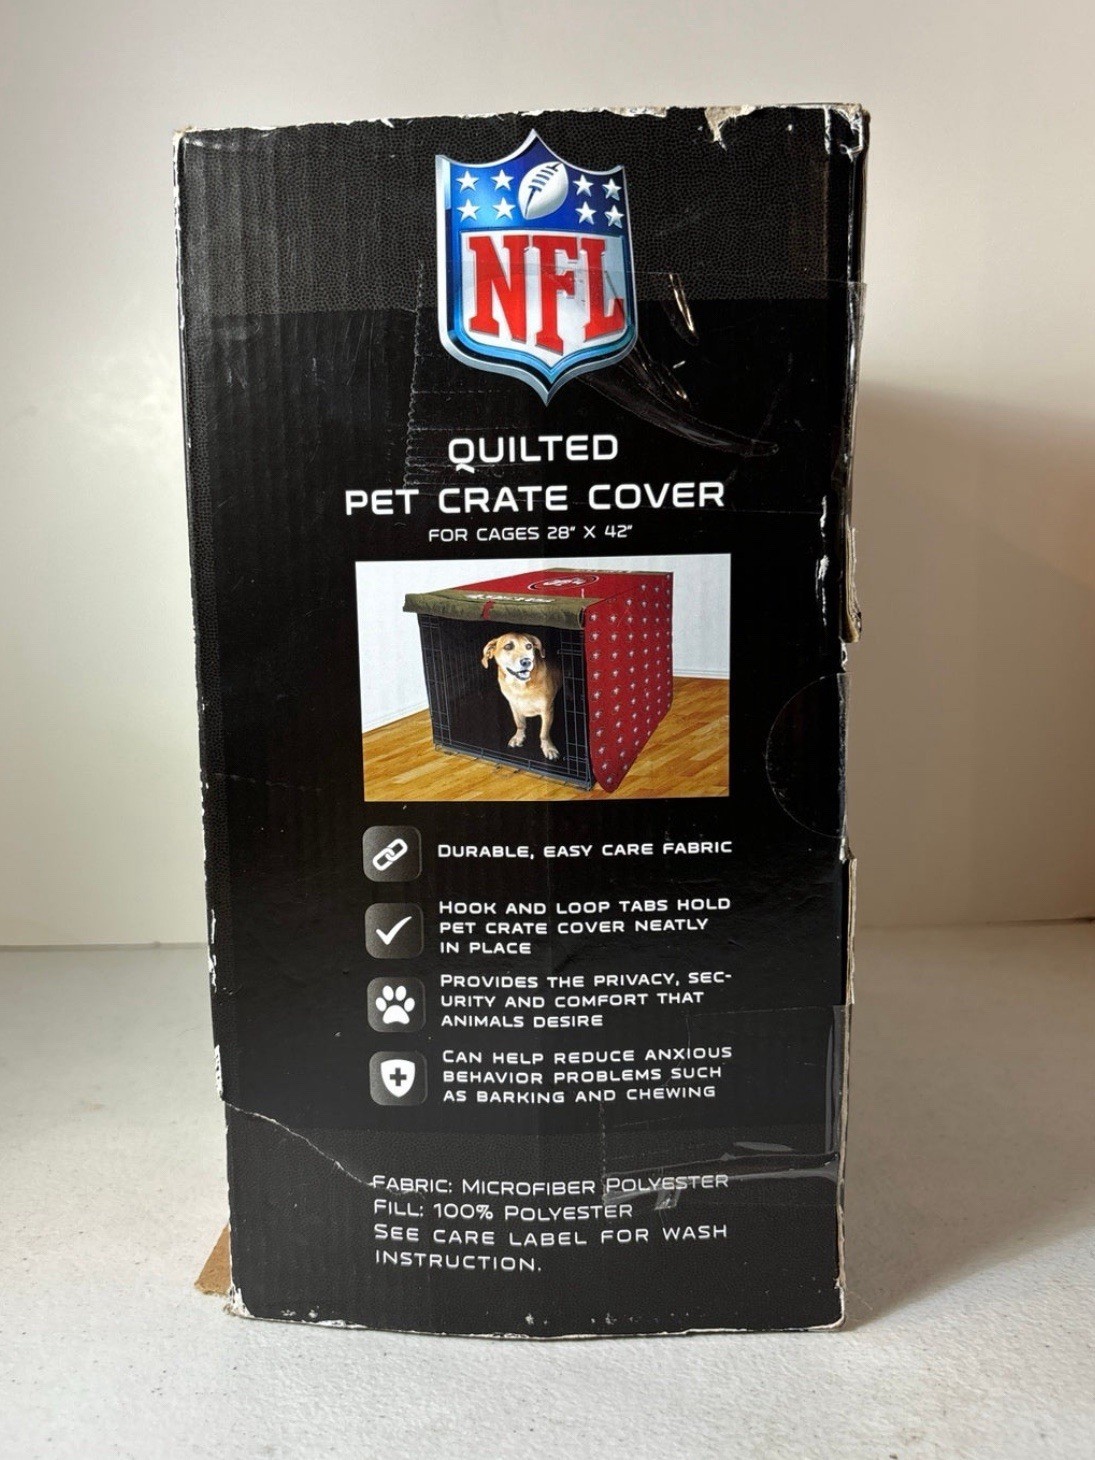 NFL
QUILTED
PET CRATE COVER
FOR CAGES 28" X 42"
DURABLE, EASY CARE FABRIC
HOOK AND LOOP TABS HOLD
PET CRATE COVER NEATLY
IN PLACE
PROVIDES THE PRIVACY, SEC-
URITY AND COMFORT THAT
ANIMALS DESIRE
CAN HELP REDUCE ANXIOUS
BEHAVIOR PROBLEMS SUCH
AS BARKING AND CHEWING
FABRIC: MICROFIBER POLYESTER
FILL: 100% POLYESTER
SEE CARE LABEL FOR WASH
INSTRUCTION.